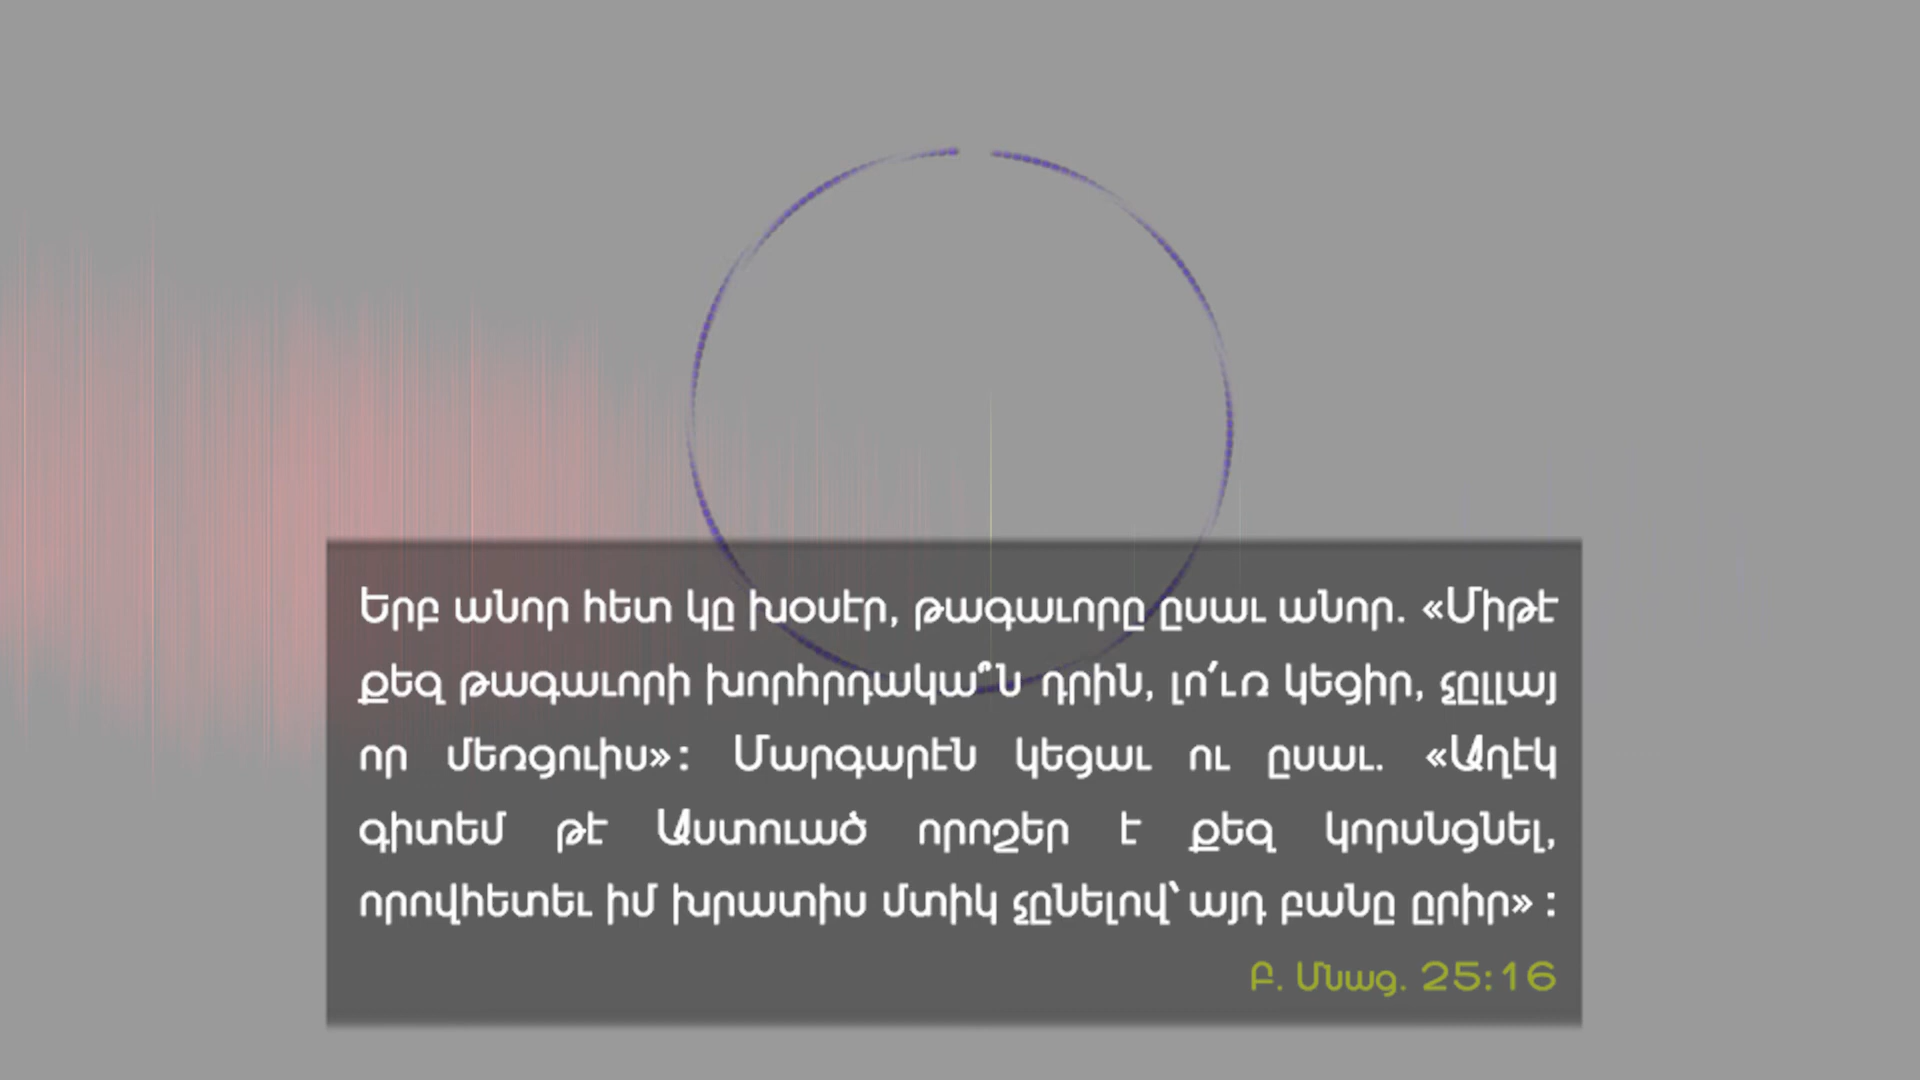 Երբ անոր հետ կը խօսէր, թագաւորը ըսաւ անոր. «Միթէ
քեզ թագաւորի խորհրդակա՞ն դրին, լո՛ւռ կեցիր, չըլլայ
որ մեռցուիս»: Մարգարէն կեցաւ ու ըսաւ. «Աղէկ
գիտեմ թէ Աստուած որոշեր է քեզ կորսնցնել,
որովհետեւ իմ խրատիս մտիկ չընելով՝ այդ բանը ըրիր» :
Բ. Մնաց. 25:16